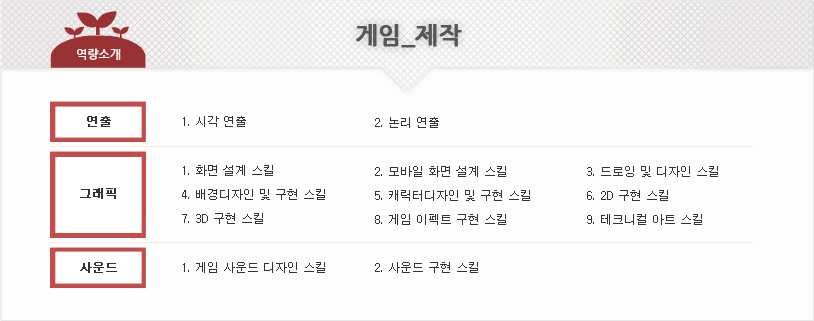 역량소개
게임_제작
연출
1. 시각 연출 2. 논리 연출
그래픽
1. 화면 설계 스킬 2. 모바일 화면 설계 스킬 3. 드로잉 및 디자인 스킬
4. 배경디자인 및 구현 스킬 5. 캐릭터디자인 및 구현 스킬 6. 2D 구현 스킬
7. 3D 구현 스킬 8. 게임 이펙트 구현 스킬 9. 테크니컬 아트 스킬
사운드
1. 게임 사운드 디자인 스킬 2. 사운드 구현 스킬